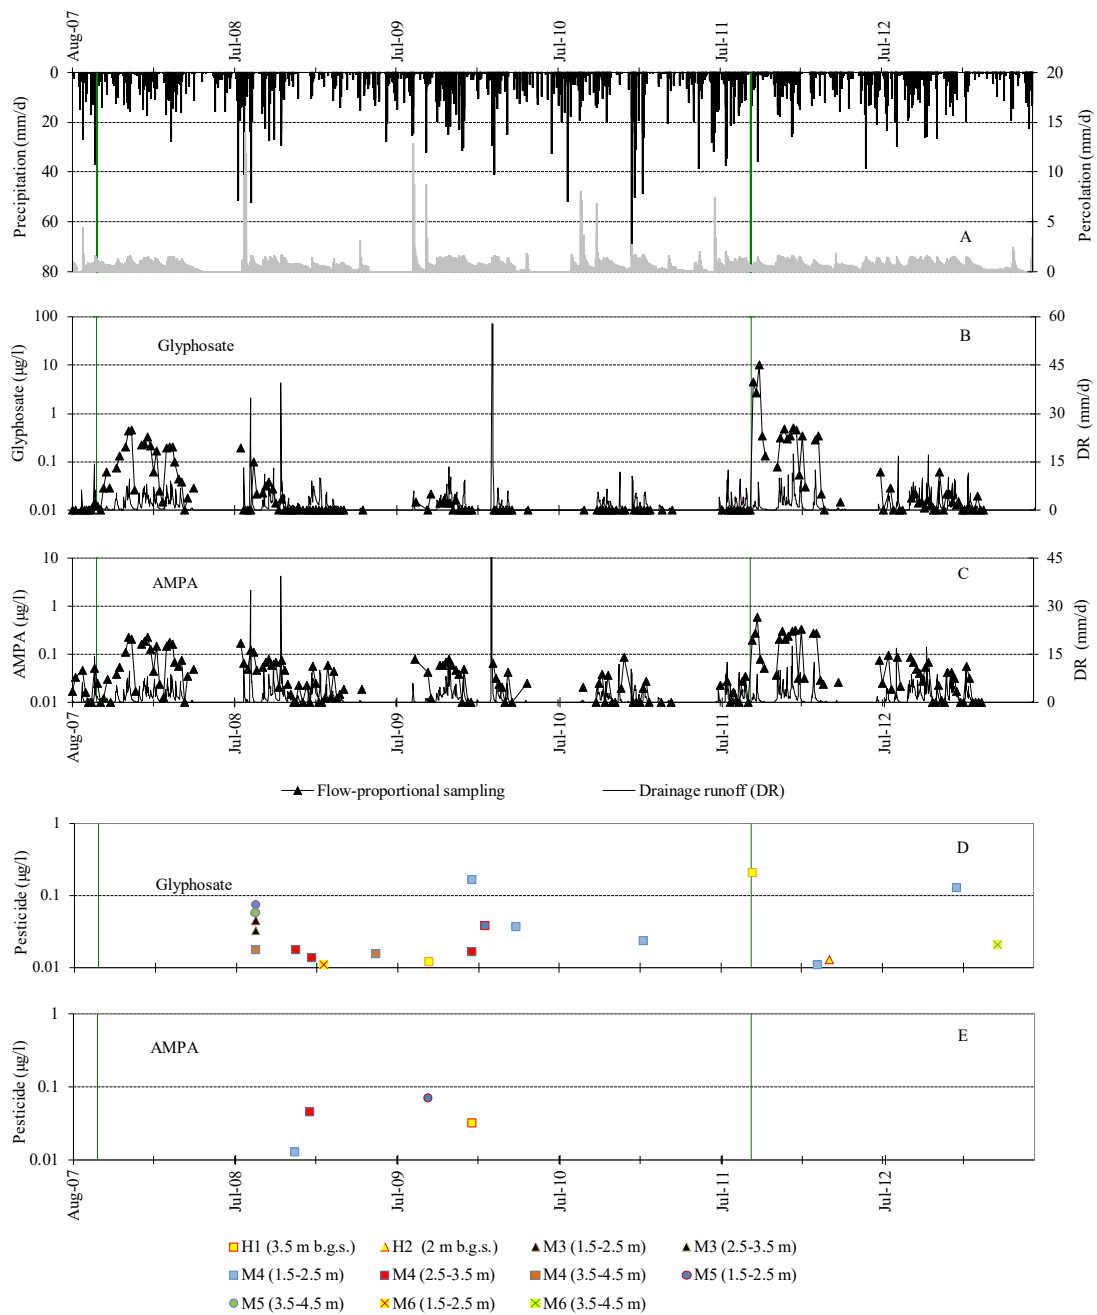 Aug-07 Jul-08 Jul-09 Jul-10 Jul-11 Jul-12
Precipitation (mm/d)
0
20
40
60
80
20
15
10
5
0
Percolation (mm/d)
A
Glyphosate (µg/l)
100
10
1
0.1
0.01
Glyphosate
B
60
45
30
15
0
DR (mm/d)
AMPA (µg/l)
10
1
0.1
0.01
AMPA
C
45
30
15
0
DR (mm/d)
Aug-07 Jul-08 Jul-09 Jul-10 Jul-11 Jul-12
Flow-proportional sampling Drainage runoff (DR)
Pesticide (µg/l)
1
0.1
0.01
Glyphosate
D
Pesticide (µg/l)
1
0.1
0.01
AMPA
E
Aug-07 Jul-08 Jul-09 Jul-10 Jul-11 Jul-12
H1 (3.5 m b.g.s.) H2 (2 m b.g.s.) M3 (1.5-2.5 m) M3 (2.5-3.5 m)
M4 (1.5-2.5 m) M4 (2.5-3.5 m) M4 (3.5-4.5 m) M5 (1.5-2.5 m)
M5 (3.5-4.5 m) M6 (1.5-2.5 m) M6 (3.5-4.5 m)